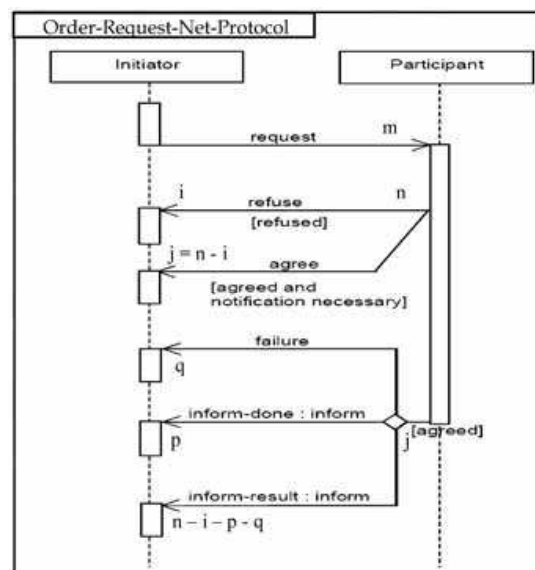 Order-Request-Net-Protocol
Initiator
Participant
request
m
i
refuse
n
[refused]
j = n - i
agree
[agreed and
notification necessary]
failure
q
inform-done : inform
j
[agreed]
p
inform-result : inform
n – i – p - q